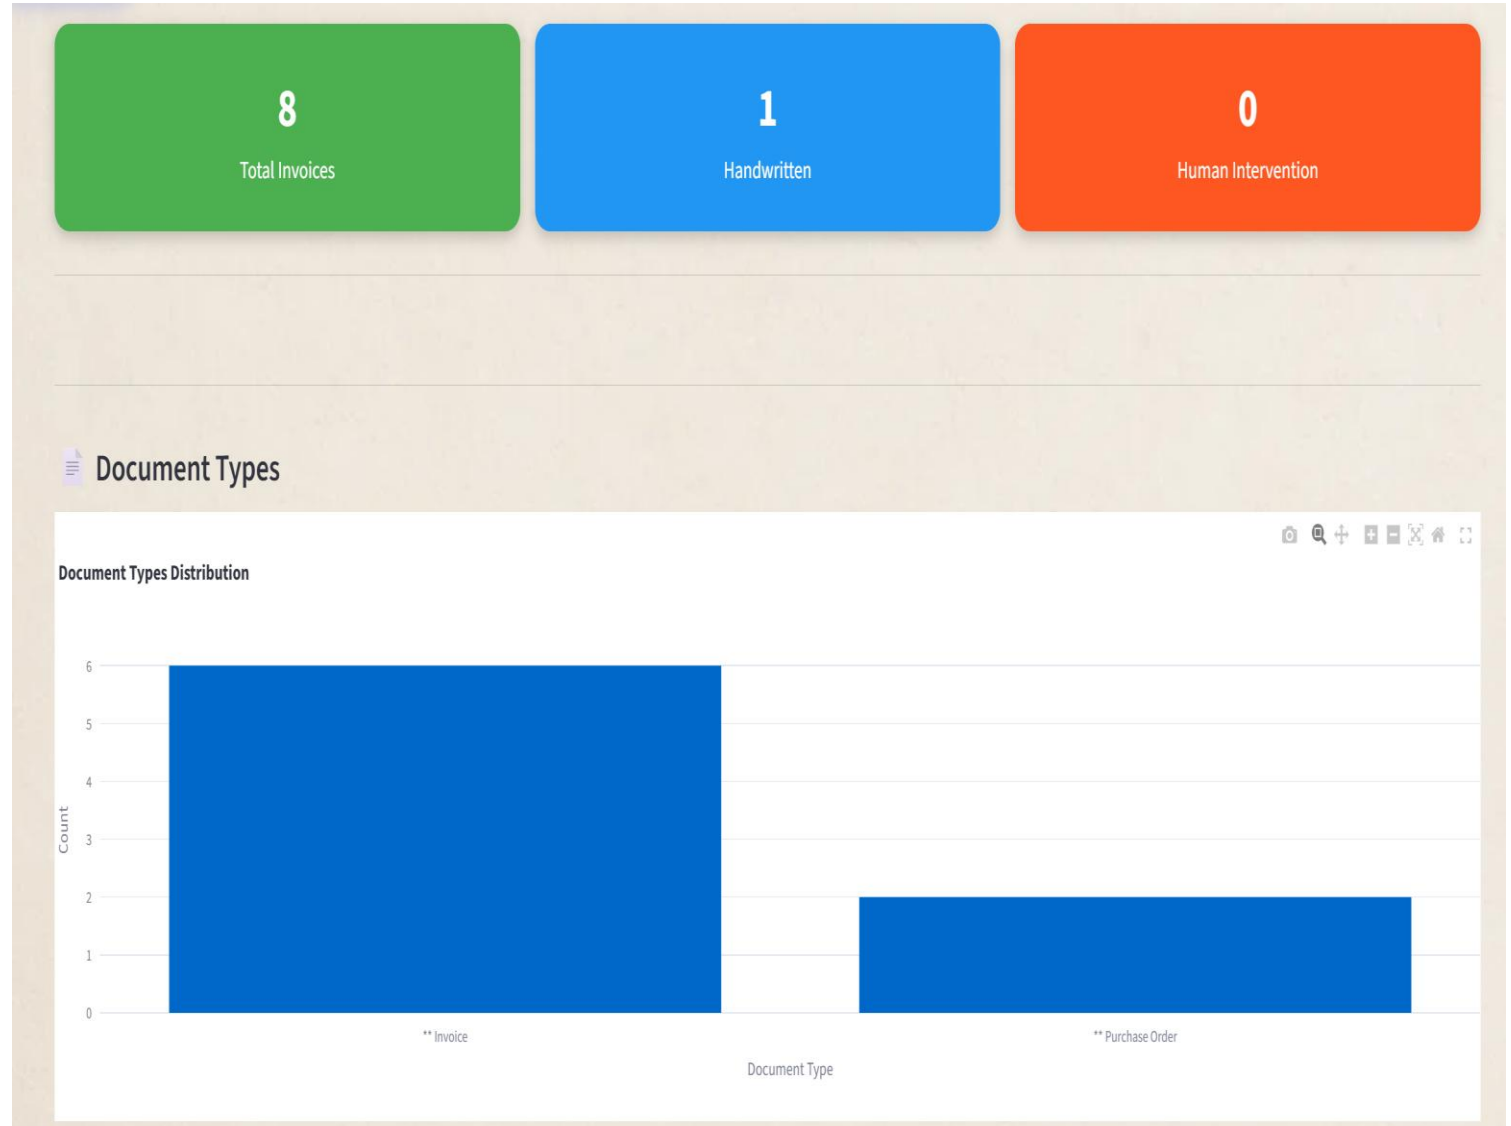 8
Total Invoices
1
Handwritten
0
Human Intervention
Document Types
Document Types Distribution
6
5
4
3
2
1
0
Count
** Invoice
** Purchase Order
Document Type